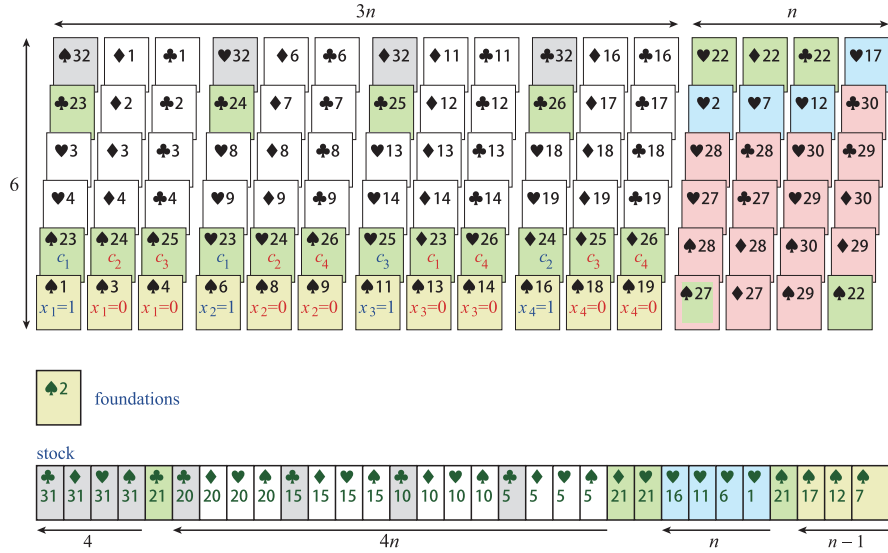 3n n
♠32 ♦1 ♣1 ♥32 ♦6 ♣6 ♦32 ♦11 ♣11 ♣32 ♦16 ♣16 ♥22 ♦22 ♣22 ♥17
♣23 ♦2 ♣2 ♣24 ♦7 ♣7 ♣25 ♦12 ♣12 ♣26 ♦17 ♣17 ♥2 ♥7 ♥12 ♣30
♥3 ♦3 ♣3 ♥8 ♦8 ♣8 ♥13 ♦13 ♣13 ♥18 ♦18 ♣18 ♥28 ♣28 ♥30 ♣29
6
♥4 ♦4 ♣4 ♥9 ♦9 ♣9 ♥14 ♦14 ♣14 ♥19 ♦19 ♣19 ♥27 ♣27 ♥29 ♦30
♠23 ♠24 ♠25 ♥23 ♥24 ♠26 ♥25 ♦23 ♥26 ♦24 ♦25 ♦26 ♠28 ♦28 ♠30 ♦29
c1 c2 c3 c1 c2 c4 c3 c1 c4 c2 c3 c4
♠1 ♠3 ♠4 ♠6 ♠8 ♠9 ♠11 ♠13 ♠14 ♠16 ♠18 ♠19 ♠27 ♦27 ♠29 ♠22
x1=1 x1=0 x1=0 x2=1 x2=0 x2=0 x3=1 x3=0 x3=0 x4=1 x4=0 x4=0
♠2
foundations
stock
♣ ♦ ♥ ♠ ♣ ♣ ♦ ♥ ♠ ♣ ♦ ♥ ♠ ♣ ♦ ♥ ♠ ♣ ♦ ♥ ♠ ♦ ♥ ♥ ♥ ♥ ♥ ♠ ♠ ♠ ♠
31 31 31 31 21 20 20 20 20 15 15 15 15 10 10 10 10 5 5 5 5 21 21 16 11 6 1 21 17 12 7
4 4n n n − 1